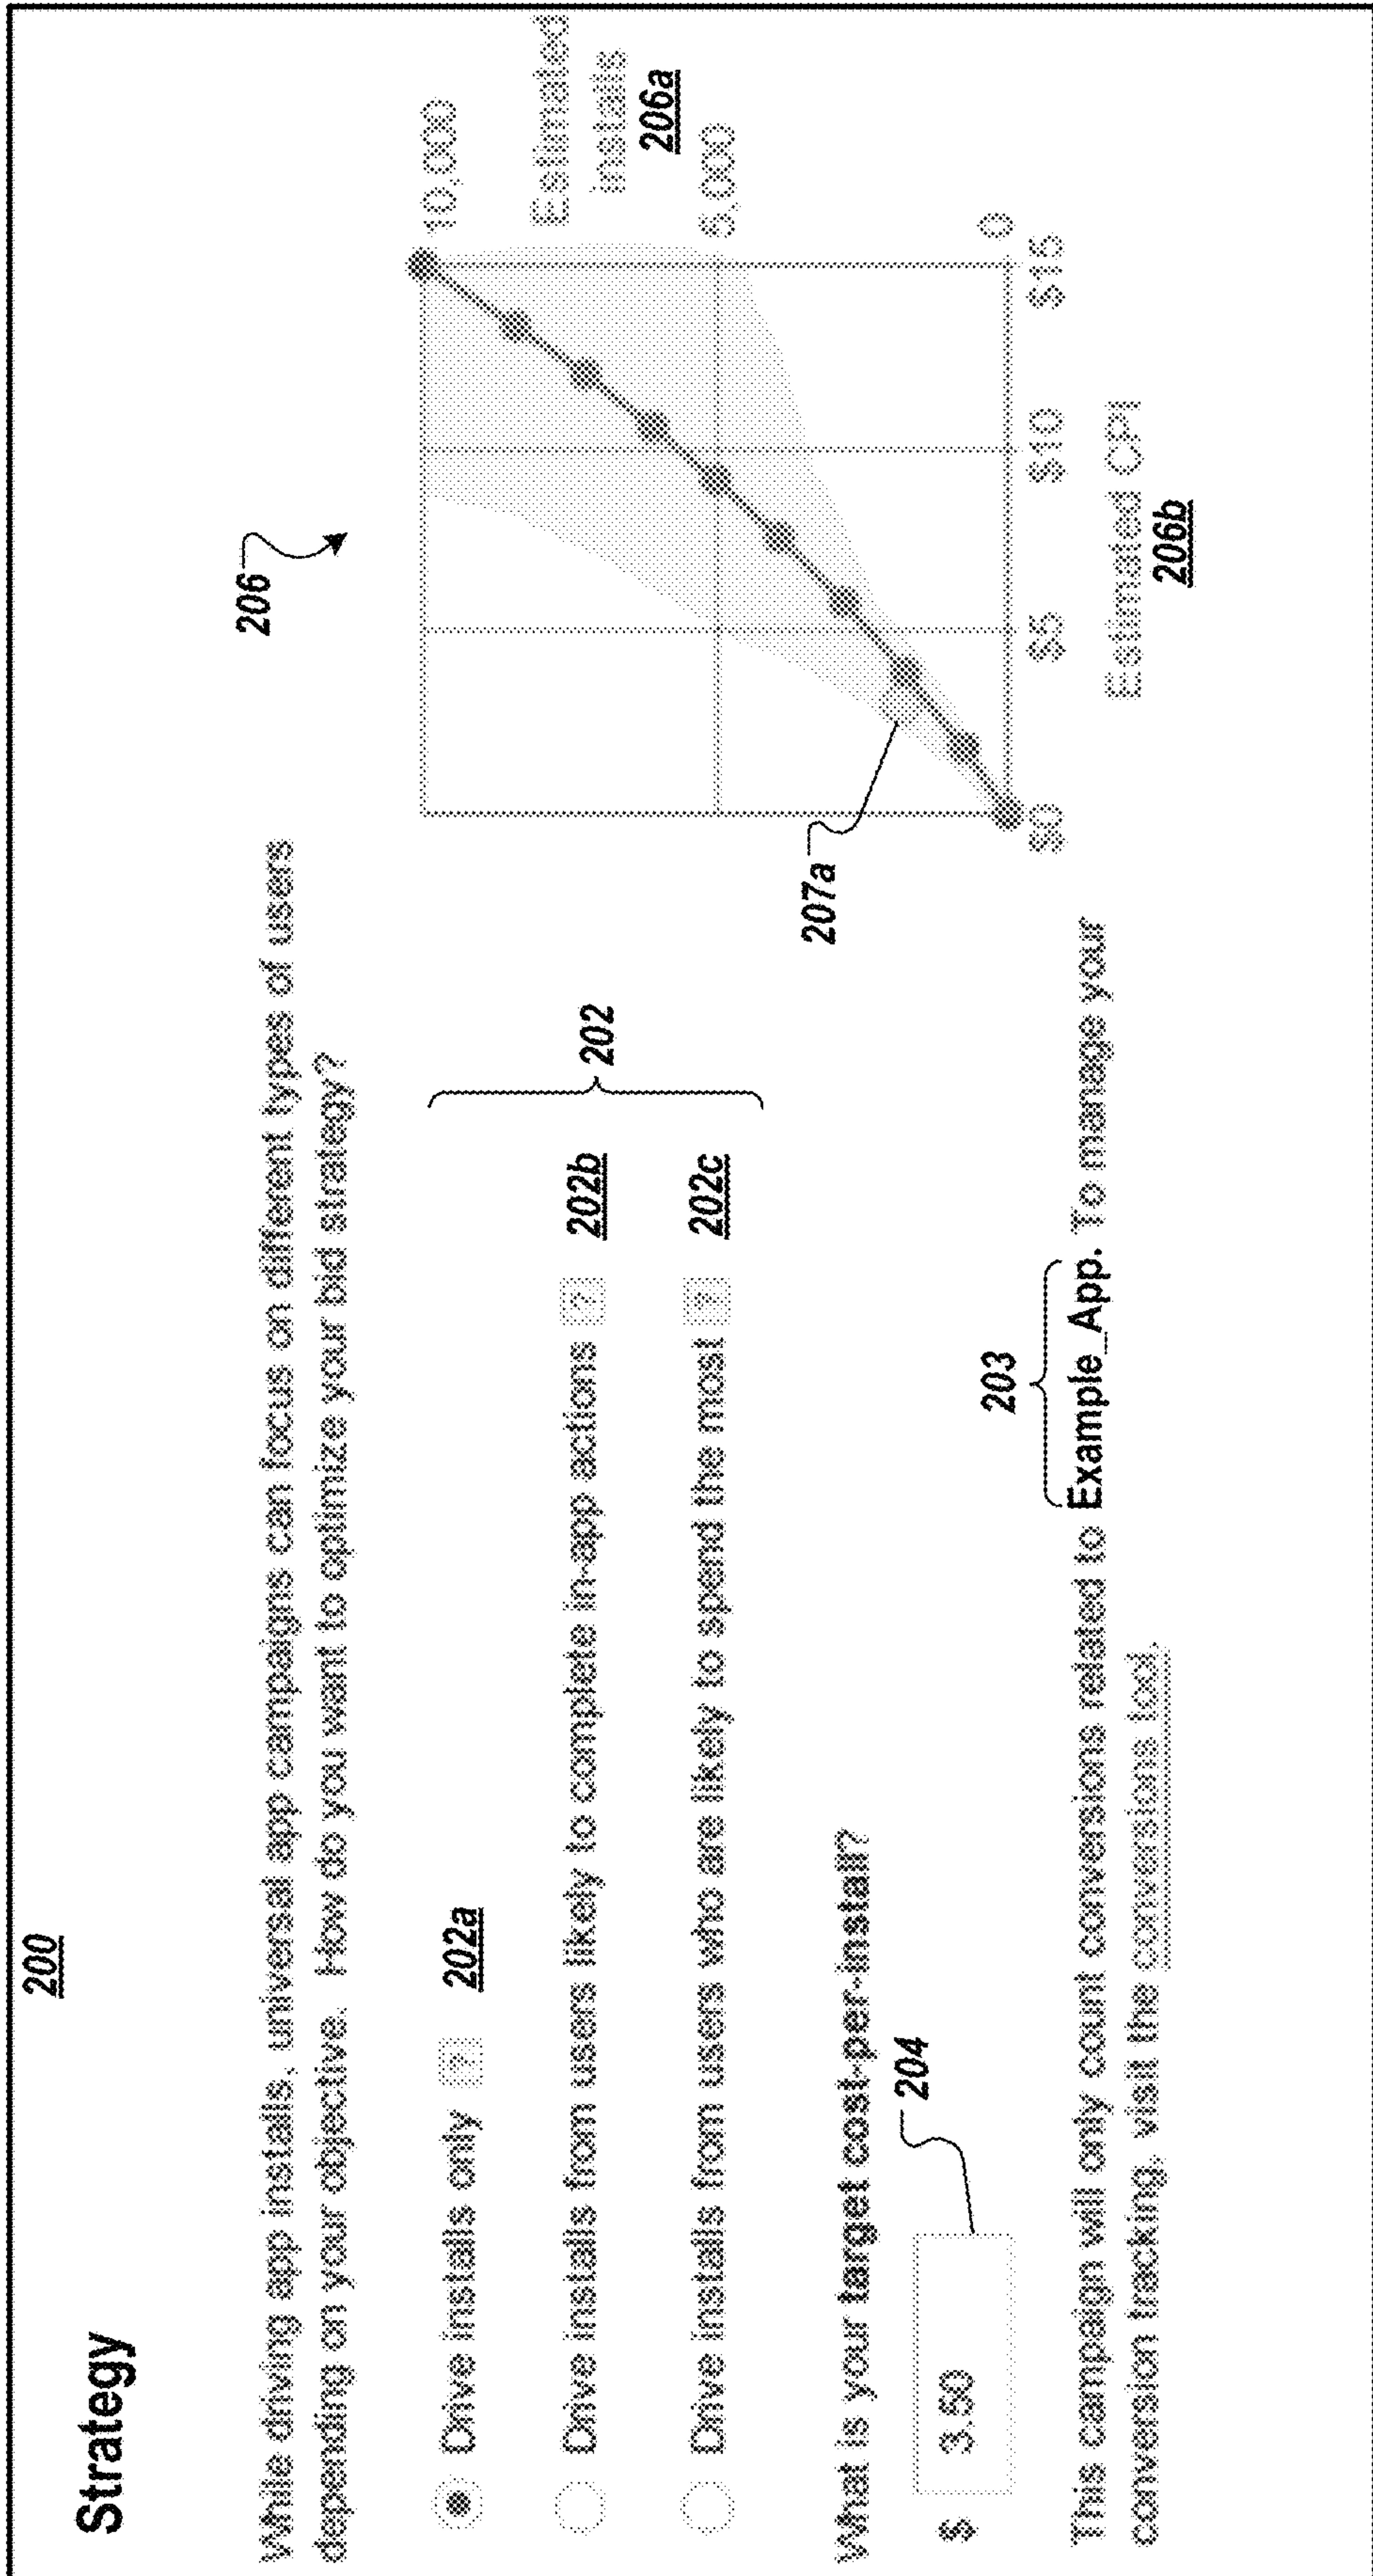 200
Strategy
While driving app installs, universal app campaigns can focus on different types of users
depending on your objective. How do you want to optimize your bid strategy?
Drive installs only [?] 202a
Drive installs from users likely to complete in-app actions [?] 202b
Drive installs from users who are likely to spend the most [?] 202c
202
What is your target cost-per-install?
$ 3.50
204
203
This campaign will only count conversions related to Example_App. To manage your
conversion tracking, visit the conversions tool.
206
10,000
Estimated
installs
206a
0
207a
$0 $5 $10 $15
Estimated CPI
206b